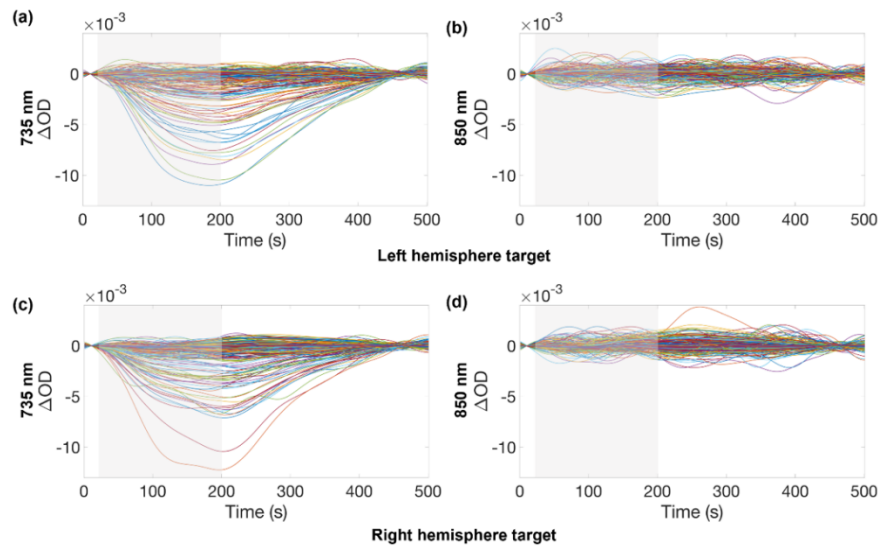 (a)
×10⁻³
735 nm
ΔOD
0
-5
-10
0 100 200 300 400 500
Time (s)
(b)
×10⁻³
850 nm
ΔOD
0
-5
-10
0 100 200 300 400 500
Time (s)
Left hemisphere target
(c)
×10⁻³
735 nm
ΔOD
0
-5
-10
0 100 200 300 400 500
Time (s)
(d)
×10⁻³
850 nm
ΔOD
0
-5
-10
0 100 200 300 400 500
Time (s)
Right hemisphere target